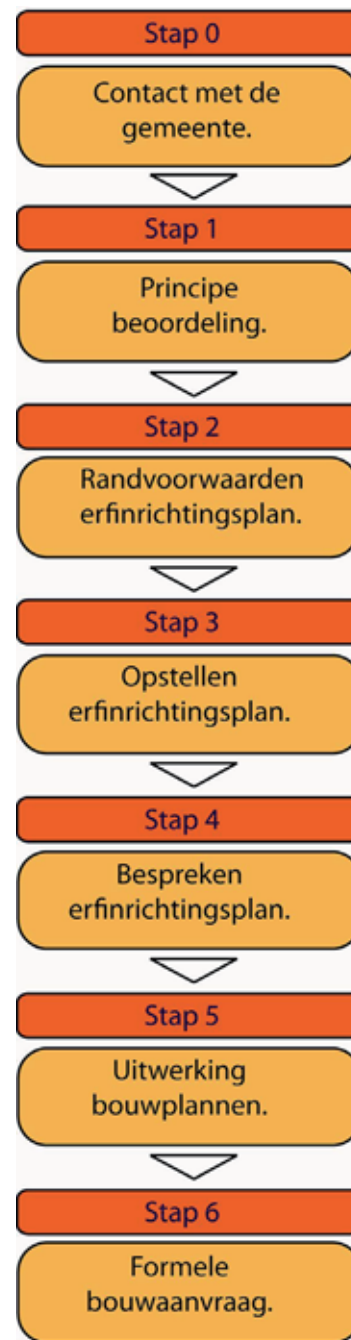 Stap 0
Contact met de
gemeente.
Stap 1
Principe
beoordeling.
Stap 2
Randvoorwaarden
erfinrichtingsplan.
Stap 3
Opstellen
erfinrichtingsplan.
Stap 4
Bespreken
erfinrichtingsplan.
Stap 5
Uitwerking
bouwplannen.
Stap 6
Formele
bouwaanvraag.